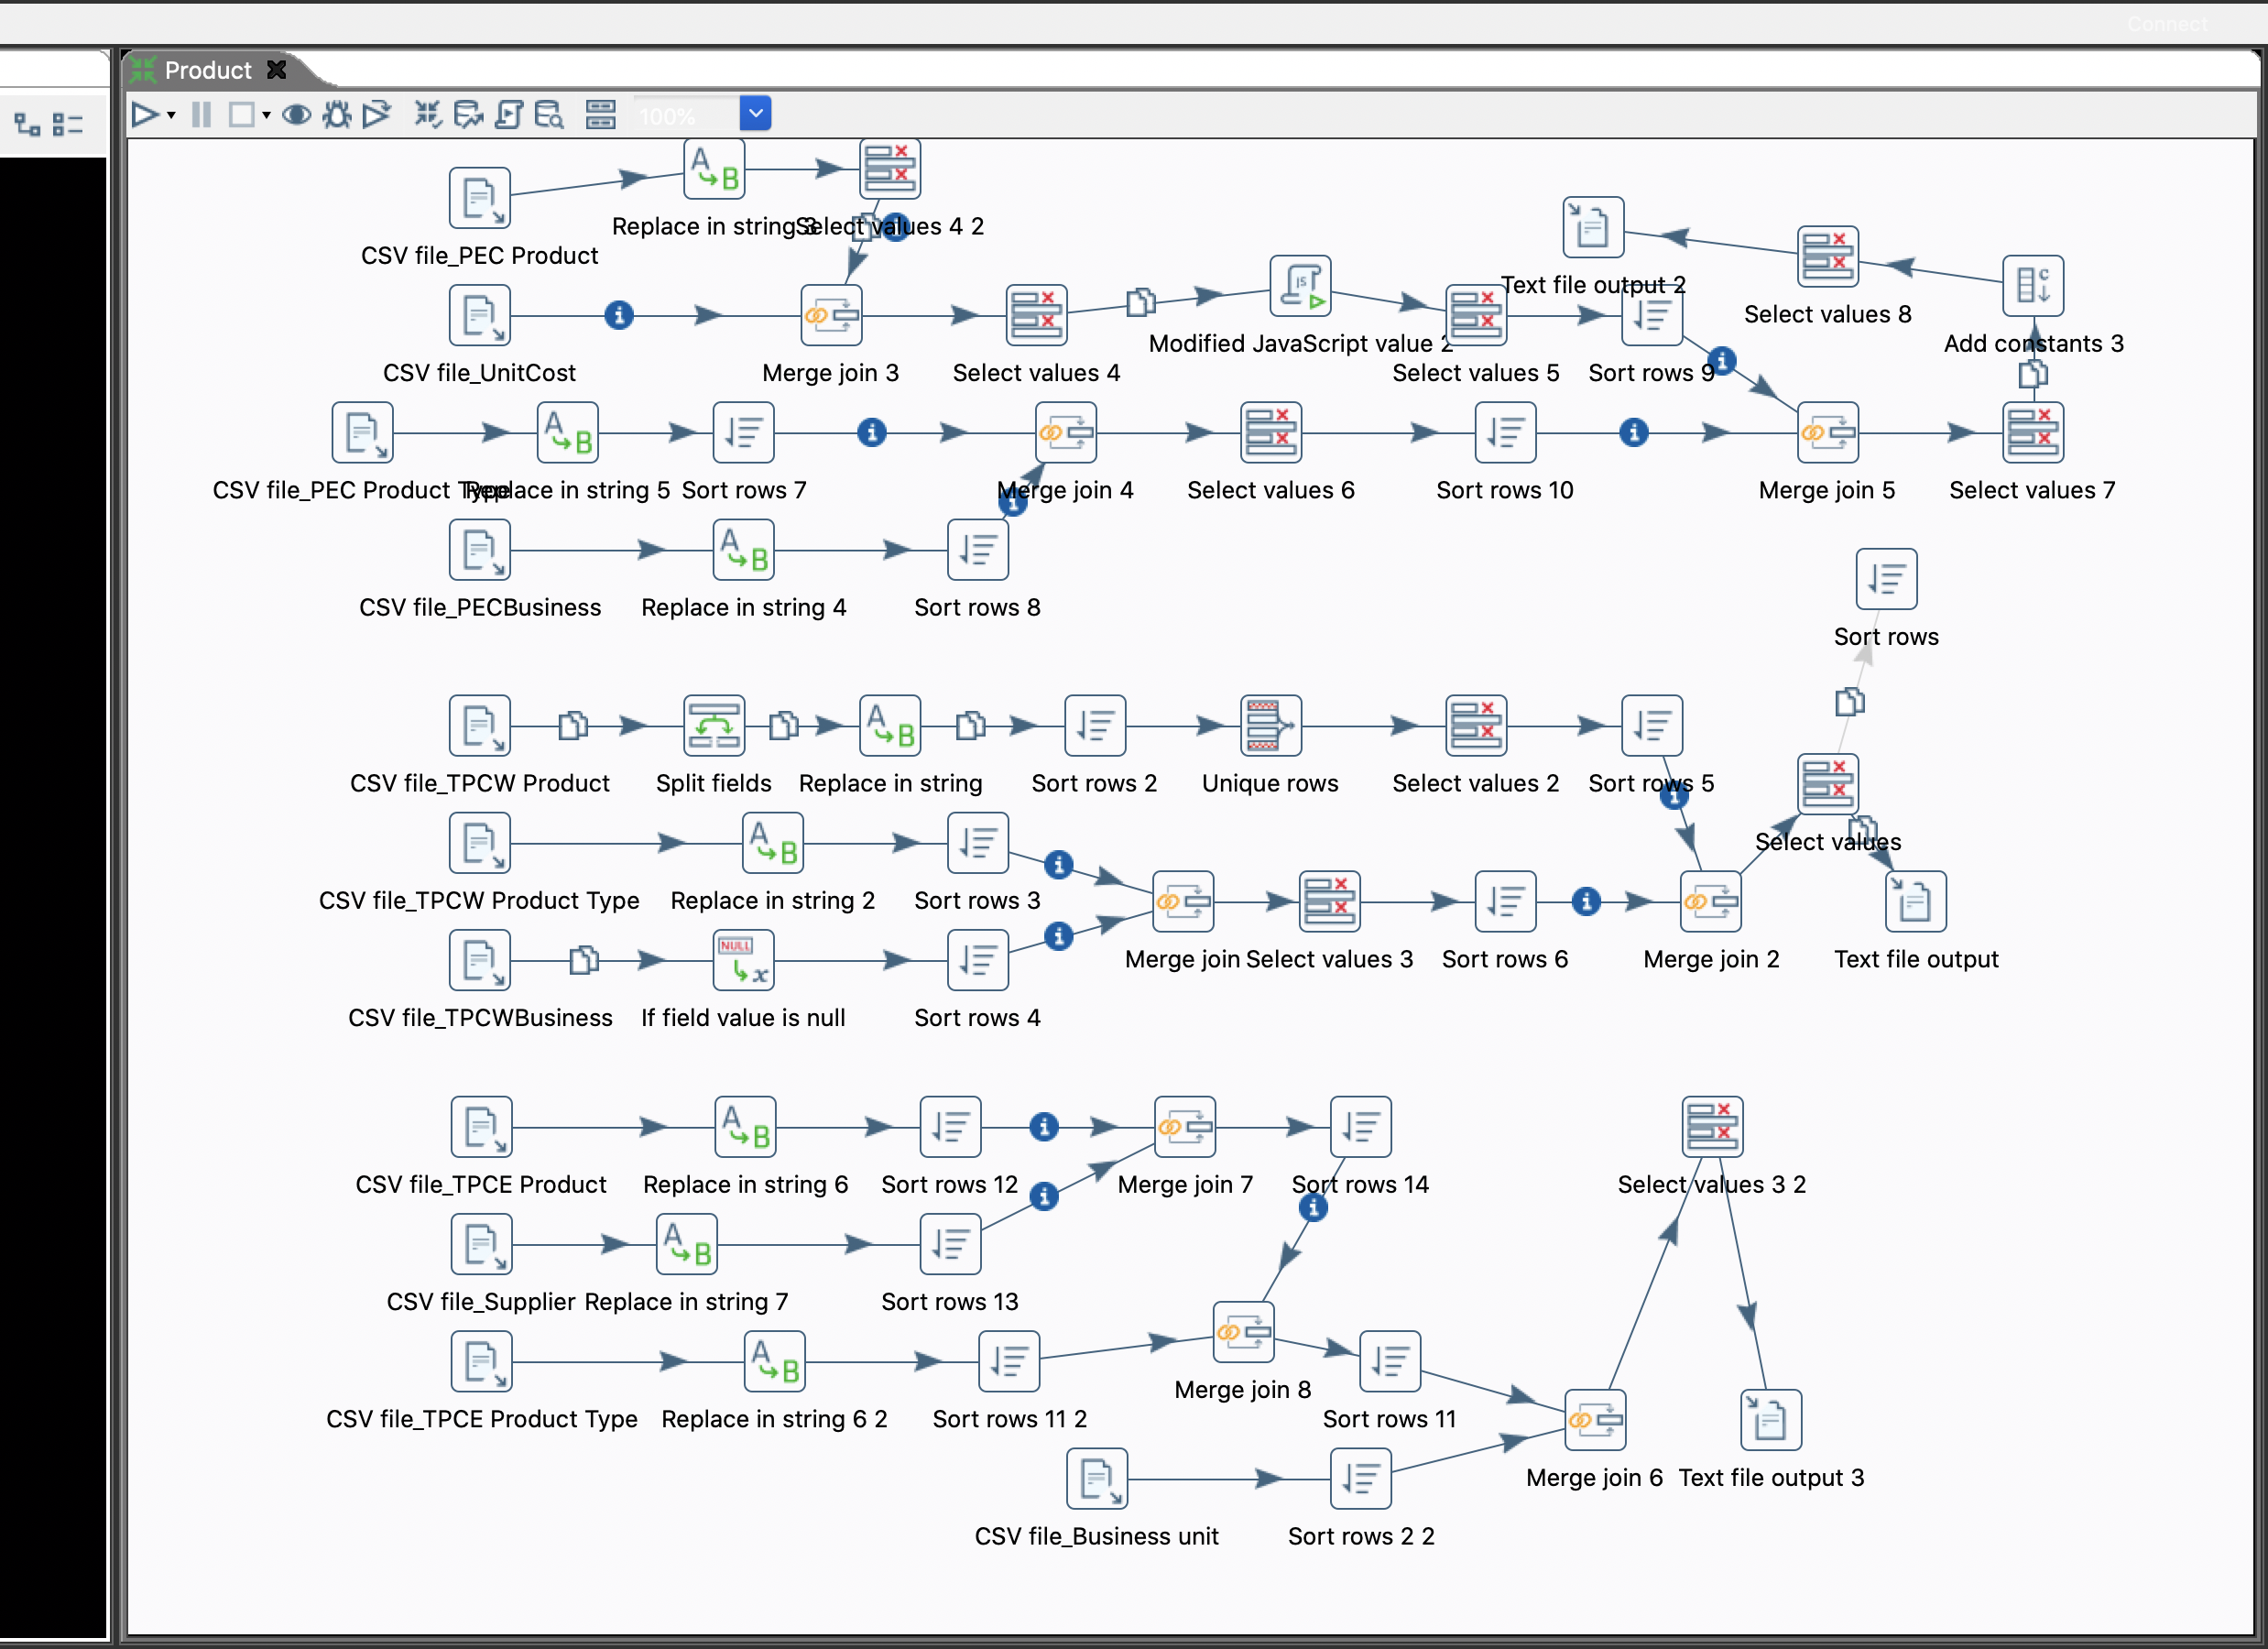 Connect
Product
100%
Replace in string 3
Select values 4 2
CSV file_PEC Product
Text file output 2
Select values 8
Modified JavaScript value 2
Add constants 3
CSV file_UnitCost
Merge join 3
Select values 4
Select values 5
Sort rows 9
CSV file_PEC Product Type
Replace in string 5
Sort rows 7
Merge join 4
Select values 6
Sort rows 10
Merge join 5
Select values 7
CSV file_PECBusiness
Replace in string 4
Sort rows 8
Sort rows
CSV file_TPCW Product
Split fields
Replace in string
Sort rows 2
Unique rows
Select values 2
Sort rows 5
Select values
CSV file_TPCW Product Type
Replace in string 2
Sort rows 3
Merge join
Select values 3
Sort rows 6
Merge join 2
Text file output
CSV file_TPCWBusiness
If field value is null
Sort rows 4
CSV file_TPCE Product
Replace in string 6
Sort rows 12
Merge join 7
Sort rows 14
Select values 3 2
CSV file_Supplier
Replace in string 7
Sort rows 13
Merge join 8
CSV file_TPCE Product Type
Replace in string 6 2
Sort rows 11 2
Sort rows 11
Merge join 6
Text file output 3
CSV file_Business unit
Sort rows 2 2